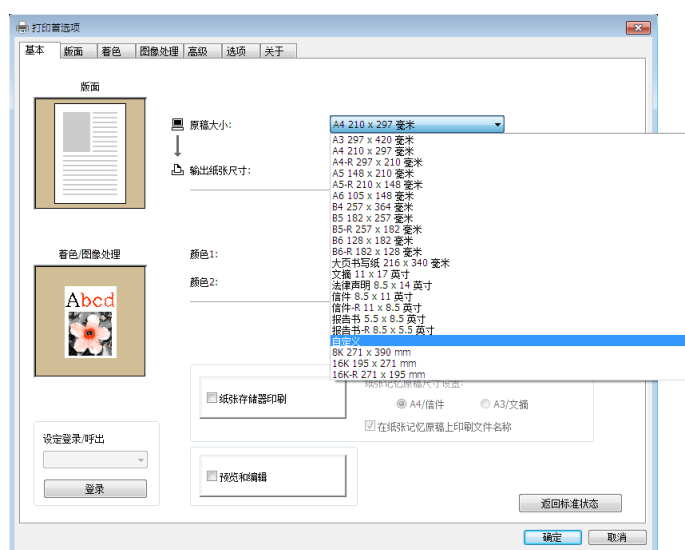 打印首选项
基本 版面 着色 图像处理 高级 选项 关于
版面
原稿大小:
A4 210 x 297 毫米
A3 297 x 420 毫米
A4 210 x 297 毫米
A4-R 297 x 210 毫米
A5 148 x 210 毫米
A5-R 210 x 148 毫米
A6 105 x 148 毫米
B4 257 x 364 毫米
B5 182 x 257 毫米
B5-R 257 x 182 毫米
B6 128 x 182 毫米
B6-R 182 x 128 毫米
大页书写纸 216 x 340 毫米
文摘 11 x 17 英寸
法律声明 8.5 x 14 英寸
信件 8.5 x 11 英寸
信件-R 11 x 8.5 英寸
报告书 5.5 x 8.5 英寸
报告书-R 8.5 x 5.5 英寸
自定义
8K 271 x 390 mm
16K 195 x 271 mm
16K-R 271 x 195 mm
输出纸张尺寸:
着色/图像处理
Abcd
颜色1:
颜色2:
纸张存储器印刷
纸张记忆原稿尺寸设置:
A4/信件 A3/文摘
在纸张记忆原稿上印刷文件名称
设定登录/呼出
登录
预览和编辑
返回标准状态
确定 取消